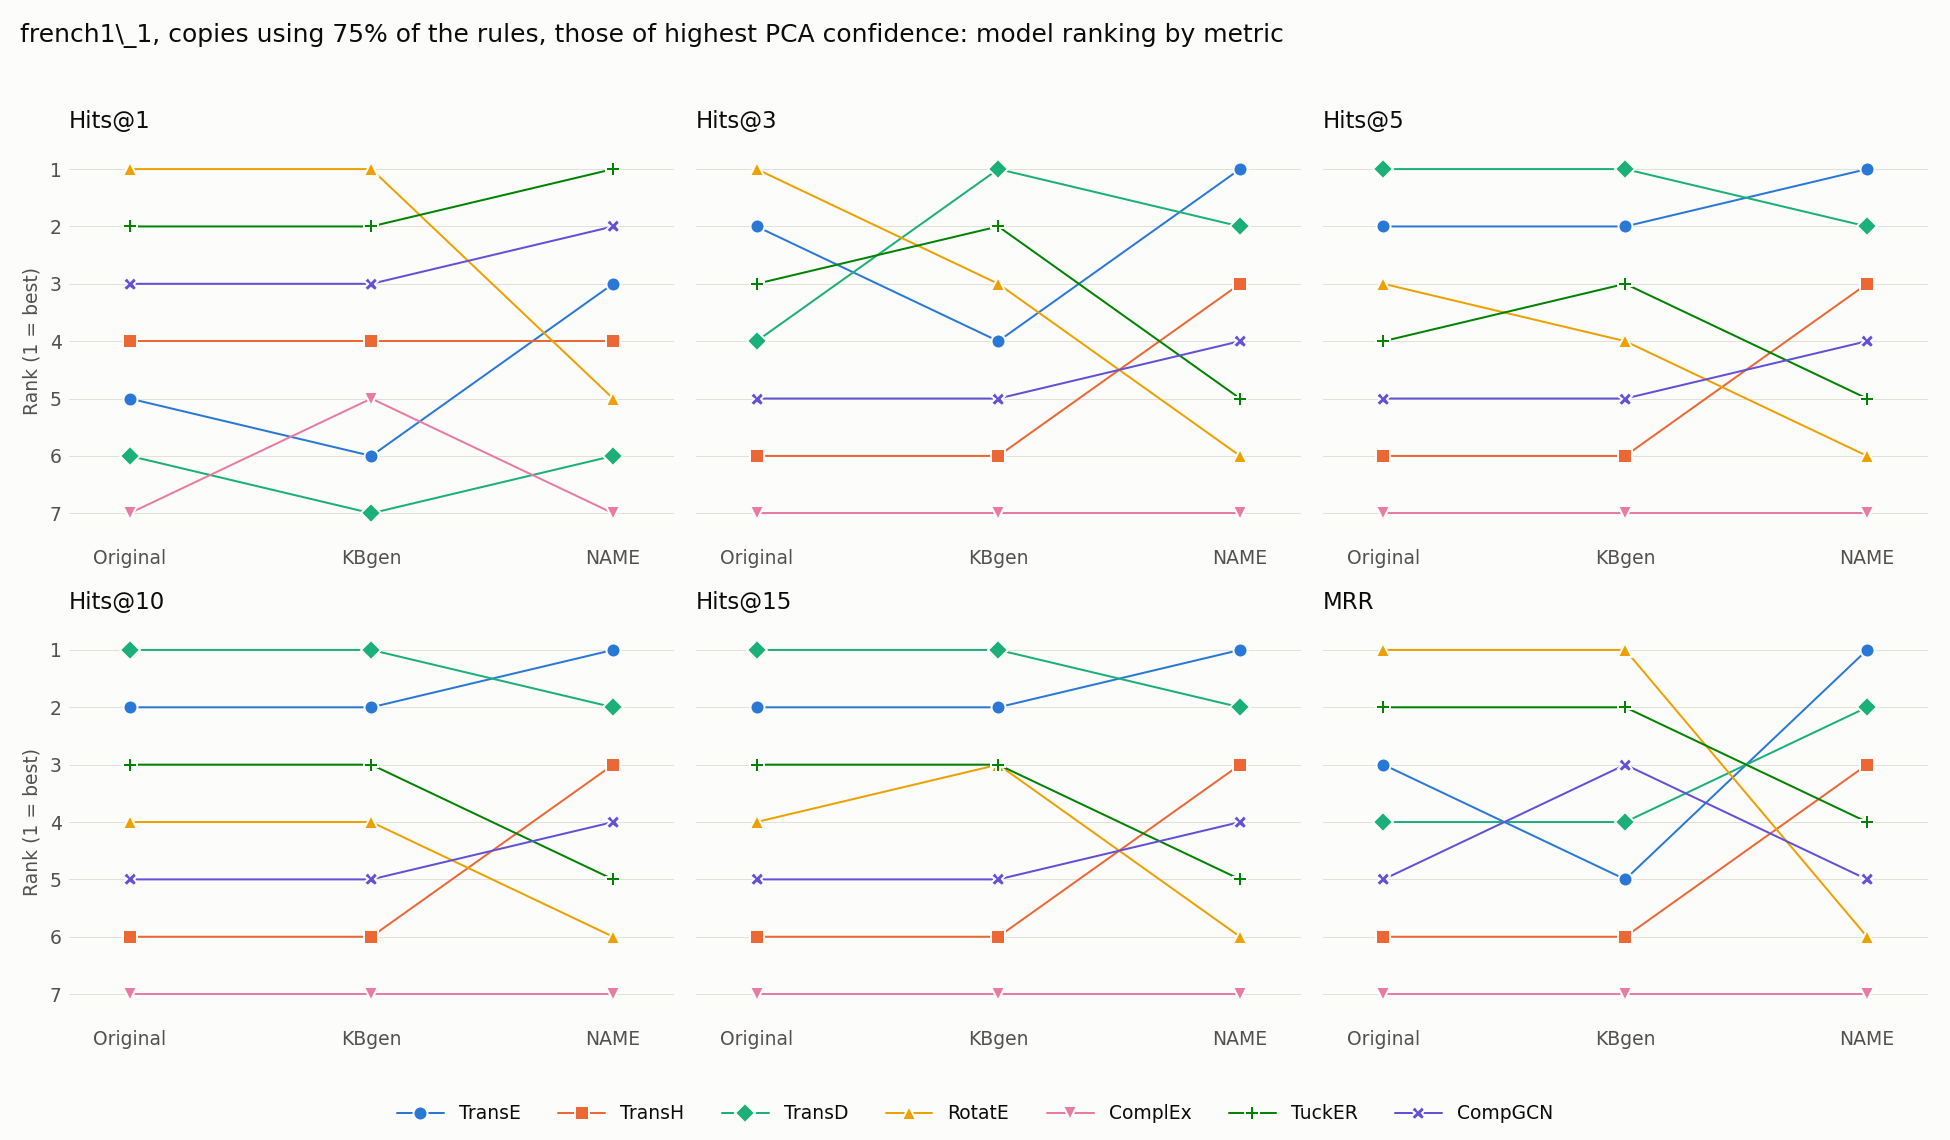 french1\_1, copies using 75% of the rules, those of highest PCA confidence: model ranking by metric
Hits@1
Hits@3
Hits@5
Rank (1 = best)
1
2
3
4
5
6
7
Original KBgen NAME
Original KBgen NAME
Original KBgen NAME
Hits@10
Hits@15
MRR
Rank (1 = best)
1
2
3
4
5
6
7
Original KBgen NAME
Original KBgen NAME
Original KBgen NAME
TransE TransH TransD RotatE ComplEx TuckER CompGCN